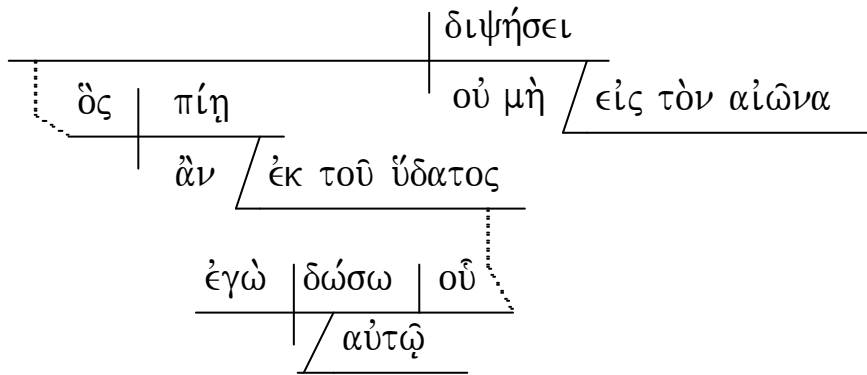 διψήσει
ὃς πίῃ οὐ μὴ εἰς τὸν αἰῶνα
ἂν ἐκ τοῦ ὕδατος
ἐγὼ δώσω οὗ
αὐτῷ